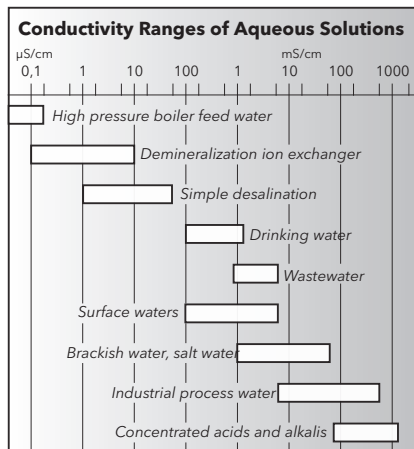 Conductivity Ranges of Aqueous Solutions
µS/cm mS/cm
0,1 1 10 100 1 10 100 1000
High pressure boiler feed water
Demineralization ion exchanger
Simple desalination
Drinking water
Wastewater
Surface waters
Brackish water, salt water
Industrial process water
Concentrated acids and alkalis